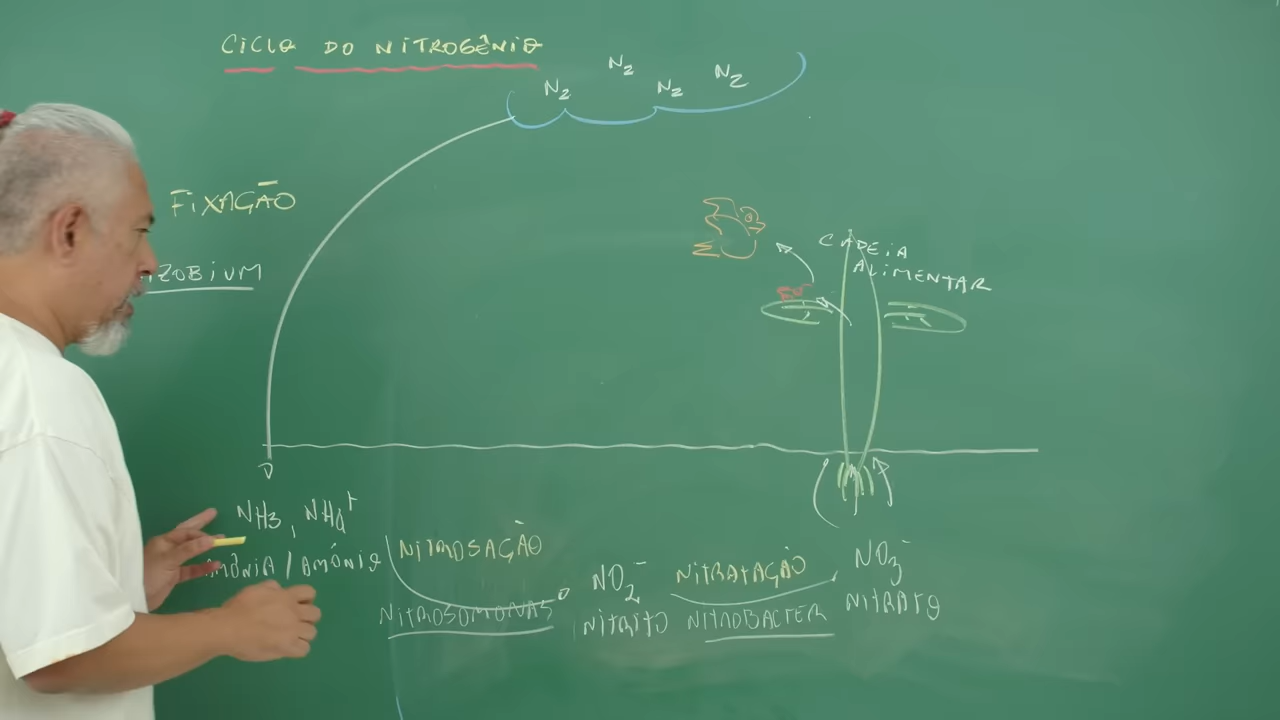 CICLO DO NITROGÊNIO
N2 N2 N2 N2
FIXAÇÃO
IZOBIUM
CADEIA
ALIMENTAR
NH3, NH4+
AMÔNIA / AMÔNIO
NITROSAÇÃO
NITROSOMONAS
NO2-
NITRITO
NITRATAÇÃO
NITROBACTER
NO3-
NITRATO